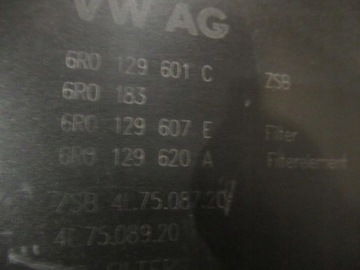 VW AG
6R0 129 601 C ZSB
6R0 183
6R0 129 607 E Filter
6R0 129 620 A Filterelement
ZSB 4L.75.087.20
4L.75.089.20